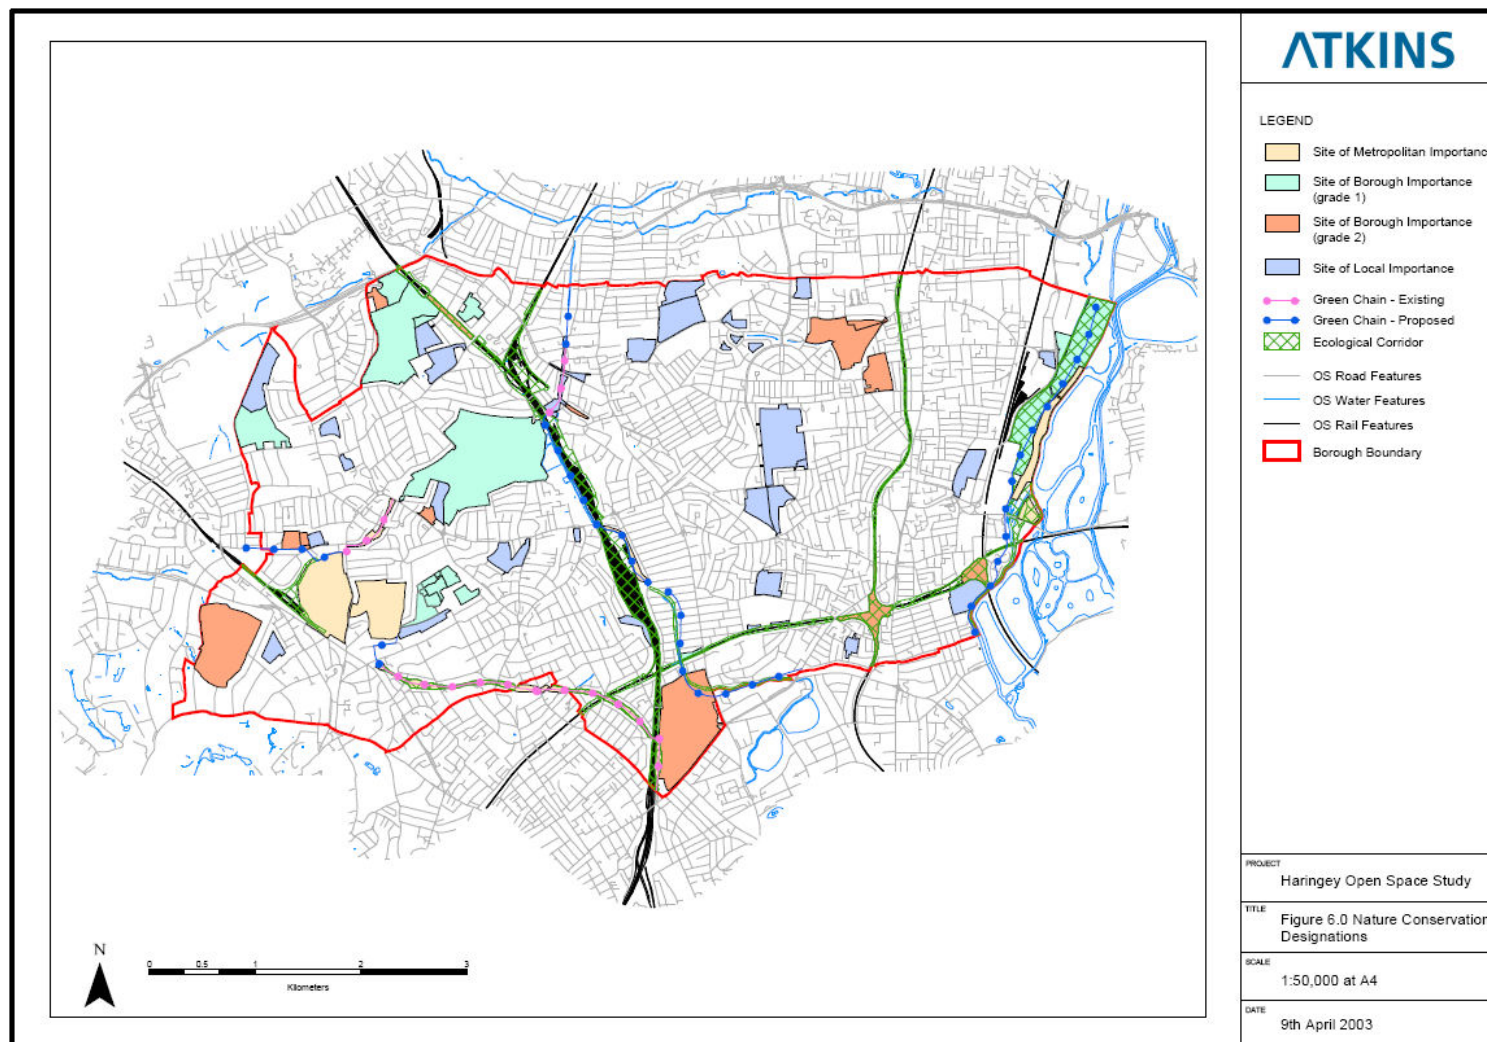 ATKINS
LEGEND
Site of Metropolitan Importance
Site of Borough Importance
(grade 1)
Site of Borough Importance
(grade 2)
Site of Local Importance
Green Chain - Existing
Green Chain - Proposed
Ecological Corridor
OS Road Features
OS Water Features
OS Rail Features
Borough Boundary
PROJECT
Haringey Open Space Study
TITLE
Figure 6.0 Nature Conservation
Designations
SCALE
1:50,000 at A4
DATE
9th April 2003
N
0 0.5 1 2 3
Kilometers